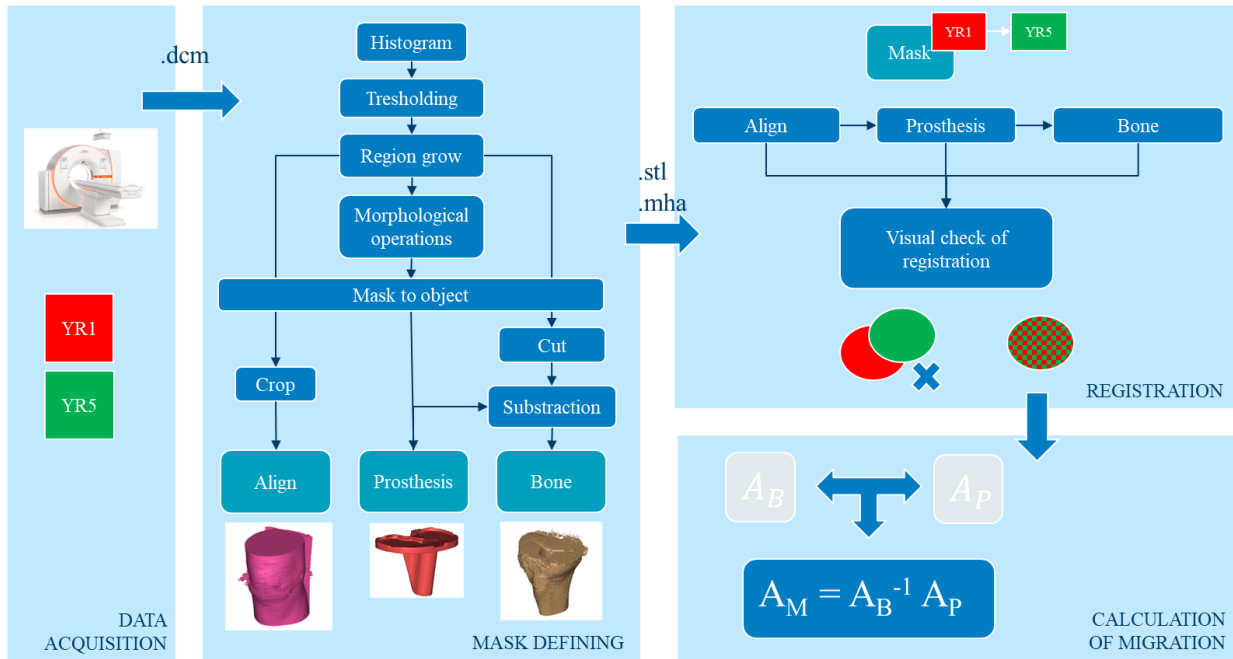 .dcm
YR1
YR5
DATA
ACQUISITION
Histogram
Tresholding
Region grow
Morphological
operations
Mask to object
Cut
Crop
Substraction
Align
Prosthesis
Bone
MASK DEFINING
.stl
.mha
Mask
YR1
YR5
Align
Prosthesis
Bone
Visual check of
registration
REGISTRATION
A_B
A_P
A_M = A_B^-1 A_P
CALCULATION
OF MIGRATION